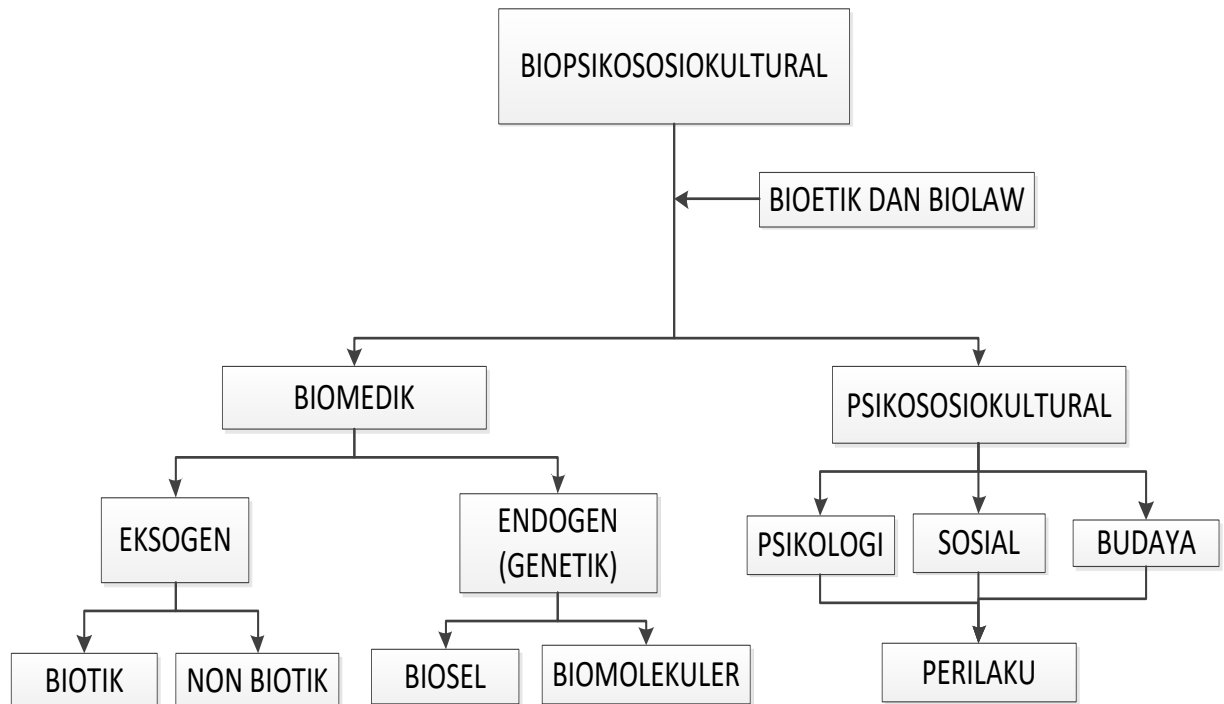 BIOPSIKOSOSIOKULTURAL
BIOETIK DAN BIOLAW
BIOMEDIK
PSIKOSOSIOKULTURAL
EKSOGEN
ENDOGEN
(GENETIK)
PSIKOLOGI
SOSIAL
BUDAYA
BIOTIK
NON BIOTIK
BIOSEL
BIOMOLEKULER
PERILAKU